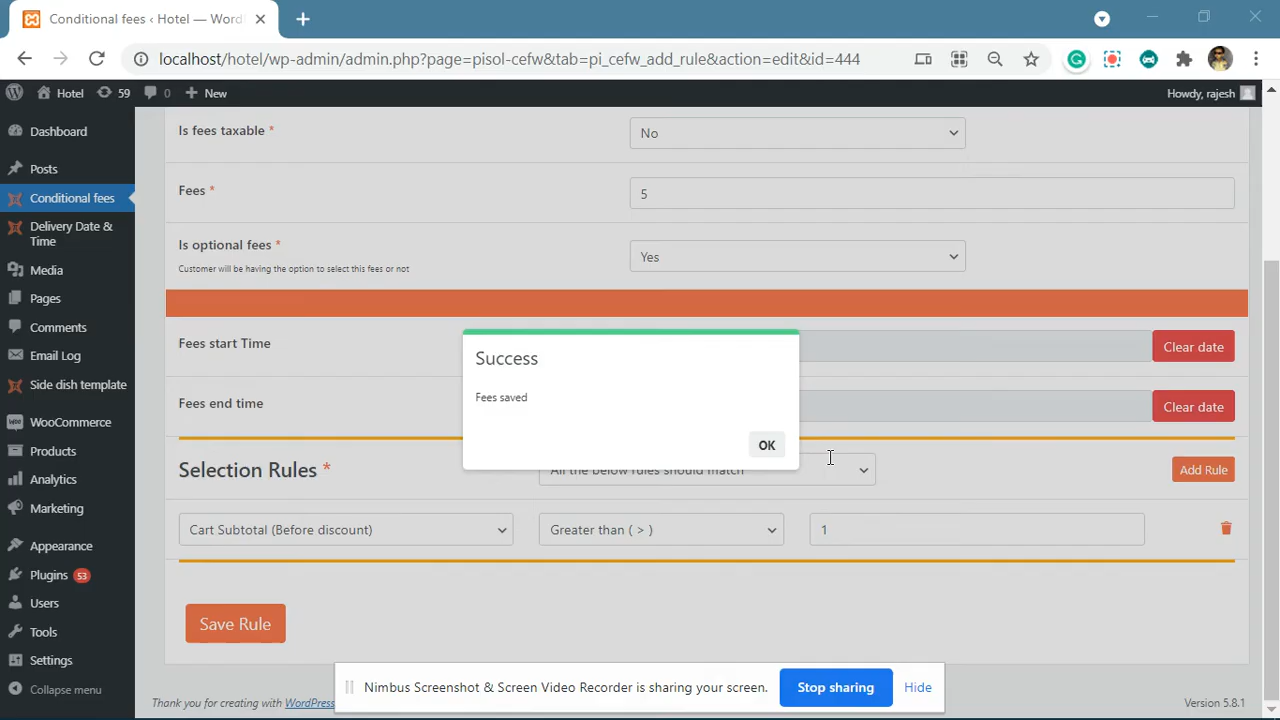 Conditional fees ‹ Hotel — Word
localhost/hotel/wp-admin/admin.php?page=pisol-cefw&tab=pi_cefw_add_rule&action=edit&id=444
Hotel
59
0
New
Howdy, rajesh
Dashboard
Posts
Conditional fees
Delivery Date &
Time
Media
Pages
Comments
Email Log
Side dish template
WooCommerce
Products
Analytics
Marketing
Appearance
Plugins 53
Users
Tools
Settings
Collapse menu
Is fees taxable *
No
Fees *
5
Is optional fees *
Customer will be having the option to select this fees or not
Yes
Fees start Time
Clear date
Fees end time
Clear date
Success
Fees saved
OK
Selection Rules *
All the below rules should match
Add Rule
Cart Subtotal (Before discount)
Greater than ( > )
1
Save Rule
Nimbus Screenshot & Screen Video Recorder is sharing your screen.
Stop sharing
Hide
Thank you for creating with WordPress
Version 5.8.1